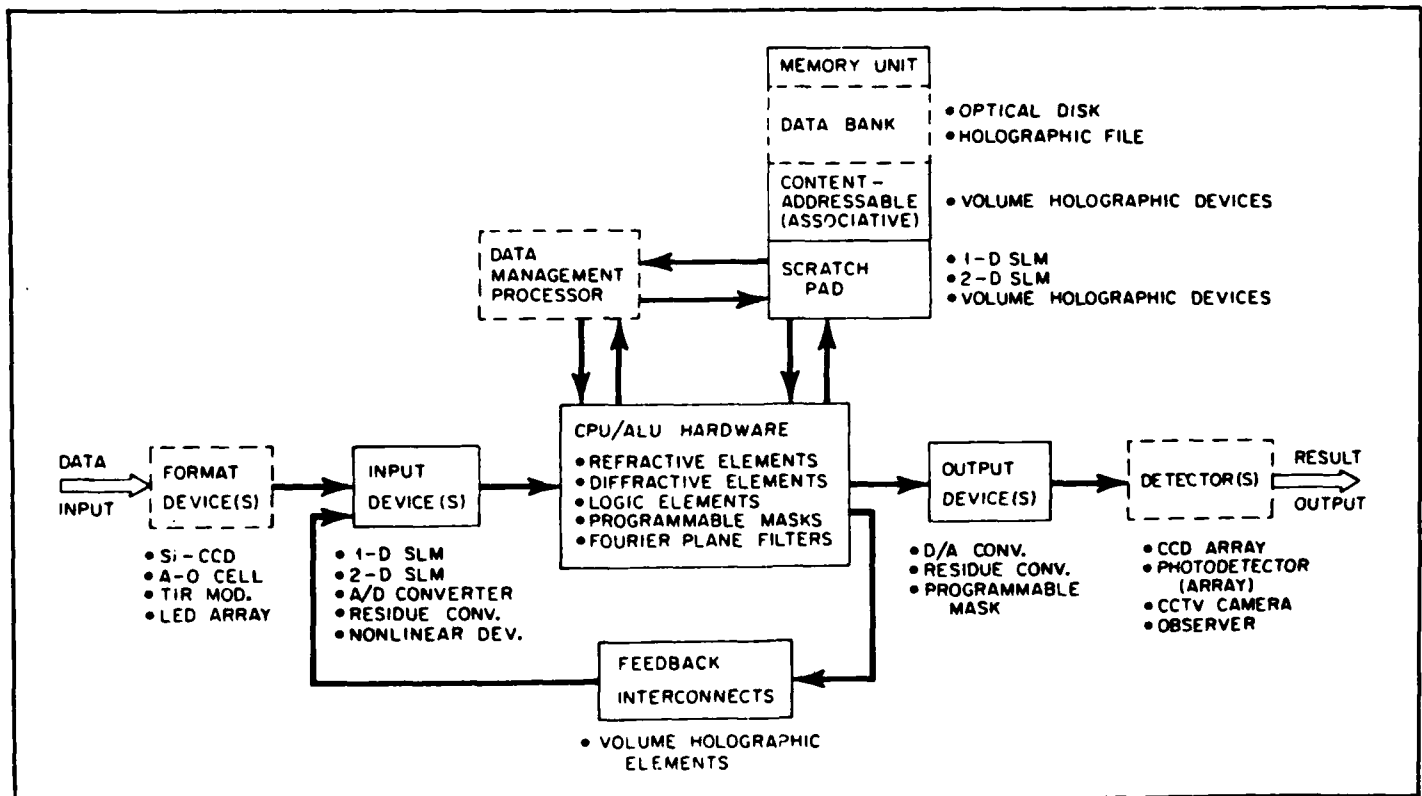 MEMORY UNIT
DATA BANK
• OPTICAL DISK
• HOLOGRAPHIC FILE
CONTENT-
ADDRESSABLE
(ASSOCIATIVE)
• VOLUME HOLOGRAPHIC DEVICES
SCRATCH
PAD
• 1-D SLM
• 2-D SLM
• VOLUME HOLOGRAPHIC DEVICES
DATA
MANAGEMENT
PROCESSOR
DATA
INPUT
FORMAT
DEVICE(S)
• Si-CCD
• A-O CELL
• TIR MOD.
• LED ARRAY
INPUT
DEVICE(S)
• 1-D SLM
• 2-D SLM
• A/D CONVERTER
• RESIDUE CONV.
• NONLINEAR DEV.
CPU/ALU HARDWARE
• REFRACTIVE ELEMENTS
• DIFFRACTIVE ELEMENTS
• LOGIC ELEMENTS
• PROGRAMMABLE MASKS
• FOURIER PLANE FILTERS
OUTPUT
DEVICE(S)
• D/A CONV.
• RESIDUE CONV.
• PROGRAMMABLE
MASK
DETECTOR(S)
• CCD ARRAY
• PHOTODETECTOR
(ARRAY)
• CCTV CAMERA
• OBSERVER
RESULT
OUTPUT
FEEDBACK
INTERCONNECTS
• VOLUME HOLOGRAPHIC
ELEMENTS